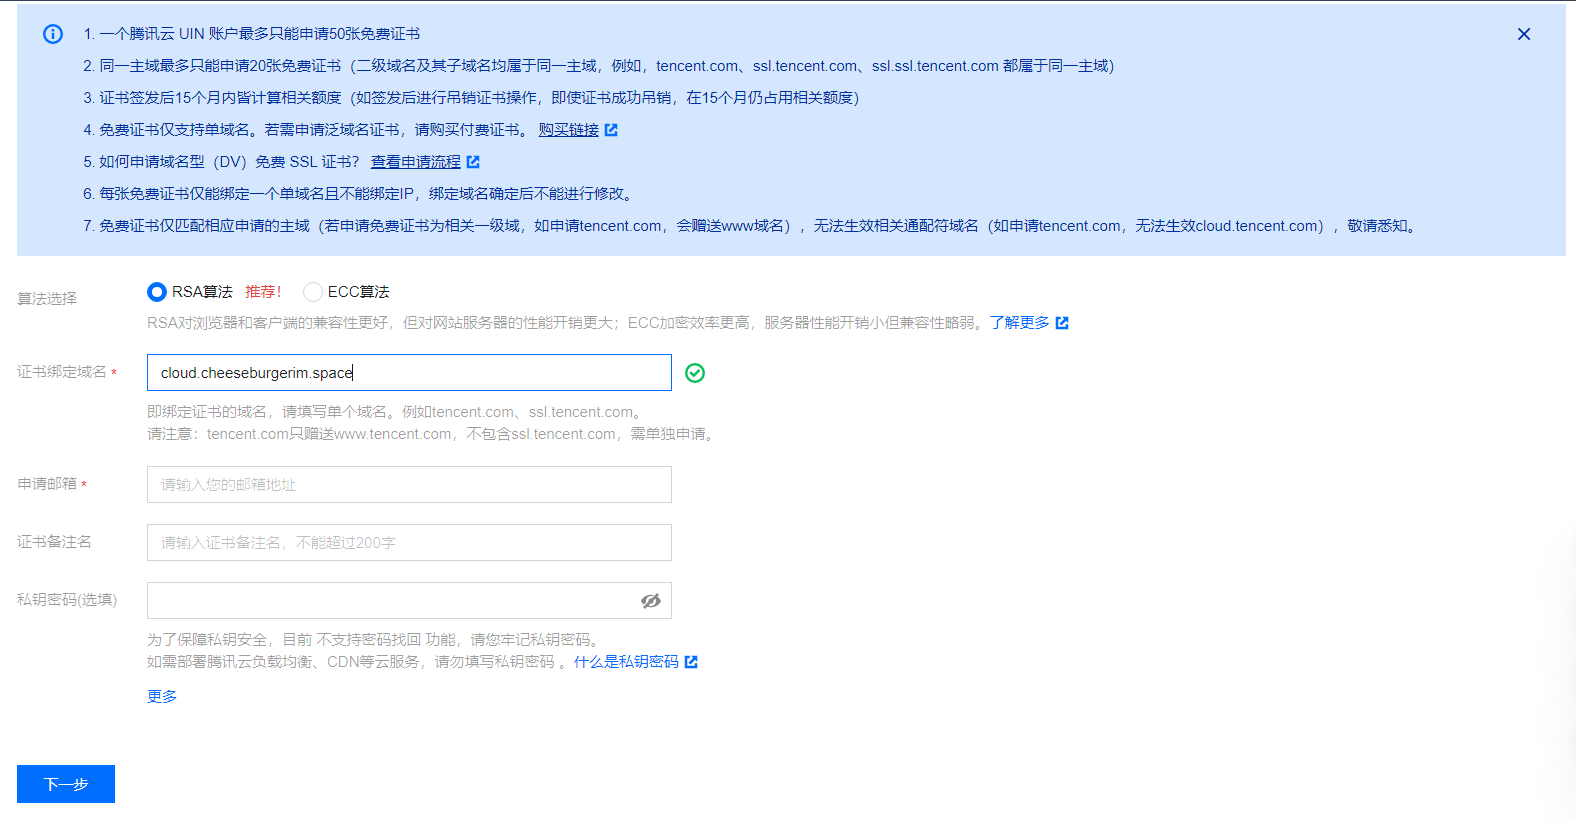 1. 一个腾讯云 UIN 账户最多只能申请50张免费证书
2. 同一主域最多只能申请20张免费证书（二级域名及其子域名均属于同一主域，例如，tencent.com、ssl.tencent.com、ssl.ssl.tencent.com 都属于同一主域）
3. 证书签发后15个月内皆计算相关额度（如签发后进行吊销证书操作，即使证书成功吊销，在15个月仍占用相关额度）
4. 免费证书仅支持单域名。若需申请泛域名证书，请购买付费证书。 购买链接
5. 如何申请域名型（DV）免费 SSL 证书？ 查看申请流程
6. 每张免费证书仅能绑定一个单域名且不能绑定IP，绑定域名确定后不能进行修改。
7. 免费证书仅匹配相应申请的主域（若申请免费证书为相关一级域，如申请tencent.com，会赠送www域名），无法生效相关通配符域名（如申请tencent.com，无法生效cloud.tencent.com），敬请悉知。
算法选择 RSA算法 推荐！ ECC算法
RSA对浏览器和客户端的兼容性更好，但对网站服务器的性能开销更大；ECC加密效率更高，服务器性能开销小但兼容性略弱。了解更多
证书绑定域名 * cloud.cheeseburgerim.space
即绑定证书的域名，请填写单个域名。例如tencent.com、ssl.tencent.com。
请注意：tencent.com只赠送www.tencent.com，不包含ssl.tencent.com，需单独申请。
申请邮箱 * 请输入您的邮箱地址
证书备注名 请输入证书备注名，不能超过200字
私钥密码(选填)
为了保障私钥安全，目前 不支持密码找回 功能，请您牢记私钥密码。
如需部署腾讯云负载均衡、CDN等云服务，请勿填写私钥密码 。什么是私钥密码
更多
下一步